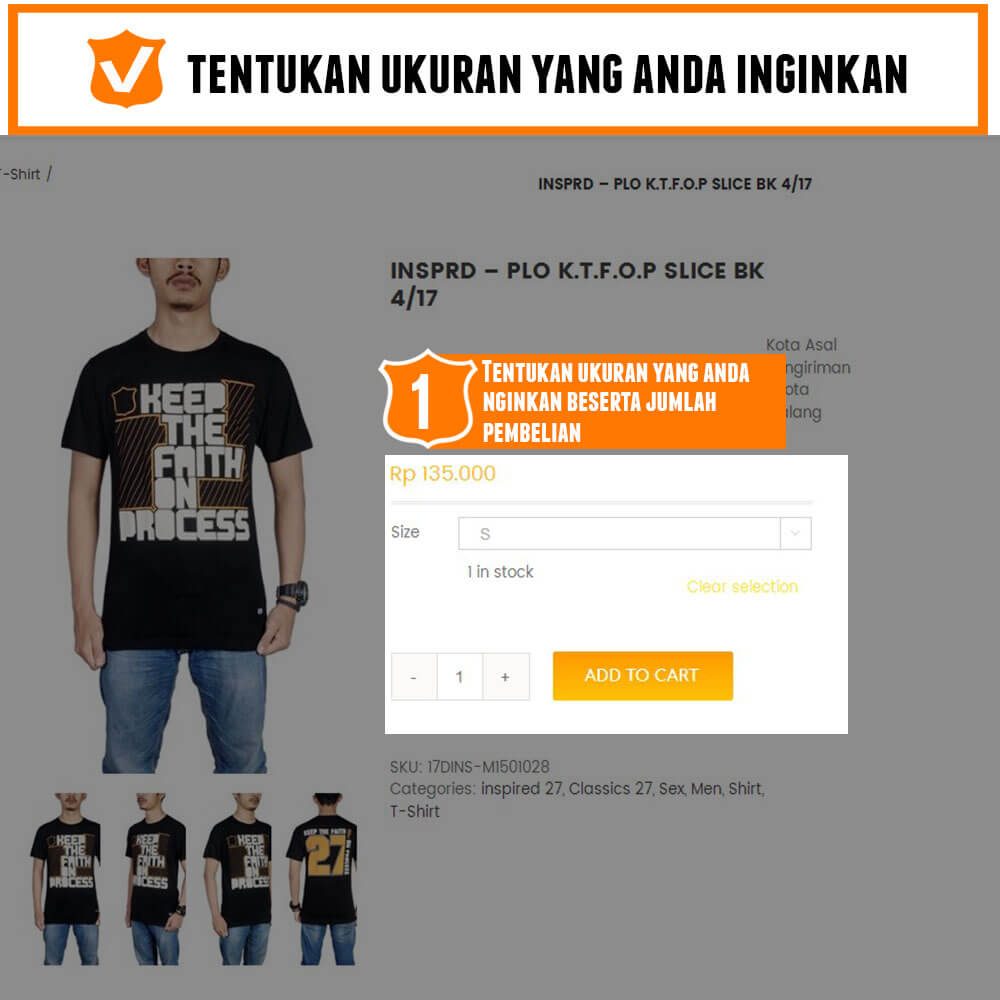 TENTUKAN UKURAN YANG ANDA INGINKAN
T-Shirt /
INSPRD – PLO K.T.F.O.P SLICE BK 4/17
INSPRD – PLO K.T.F.O.P SLICE BK
4/17
Kota Asal
ngiriman
ota
alang
1
TENTUKAN UKURAN YANG ANDA
NGINKAN BESERTA JUMLAH
PEMBELIAN
Rp 135.000
Size
S
1 in stock
Clear selection
- 1 +
ADD TO CART
SKU: 17DINS-M1501028
Categories: inspired 27, Classics 27, Sex, Men, Shirt,
T-Shirt
KEEP
THE
FAITH
ON
PROCESS
KEEP
THE
FAITH
ON
PROCESS
KEEP
THE
FAITH
ON
PROCESS
KEEP
THE
FAITH
ON
PROCESS
KEEP THE FAITH
27